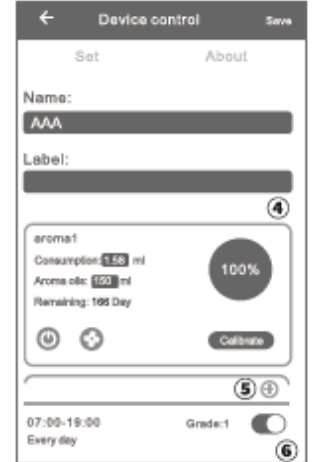 Device control Save
Set About
Name:
AAA
Label:
④
aroma1
Consumption: 1.58 ml
Aroma oils: 150 ml
Remaining: 166 Day
100%
Calibrate
⑤
07:00-19:00 Grade:1
Every day
⑥